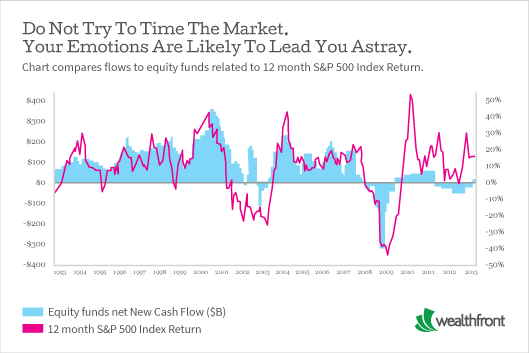 Do Not Try To Time The Market.
Your Emotions Are Likely To Lead You Astray.
Chart compares flows to equity funds related to 12 month S&P 500 Index Return.
$400 50%
$300 40%
$200 30%
$100 20%
$0 10%
-$100 0%
-$200 -10%
-$300 -20%
-$400 -30%
-40%
-50%
1993 1994 1995 1996 1997 1998 1999 2000 2001 2002 2003 2004 2005 2006 2007 2008 2009 2010 2011 2012 2013
Equity funds net New Cash Flow ($B)
12 month S&P 500 Index Return
wealthfront